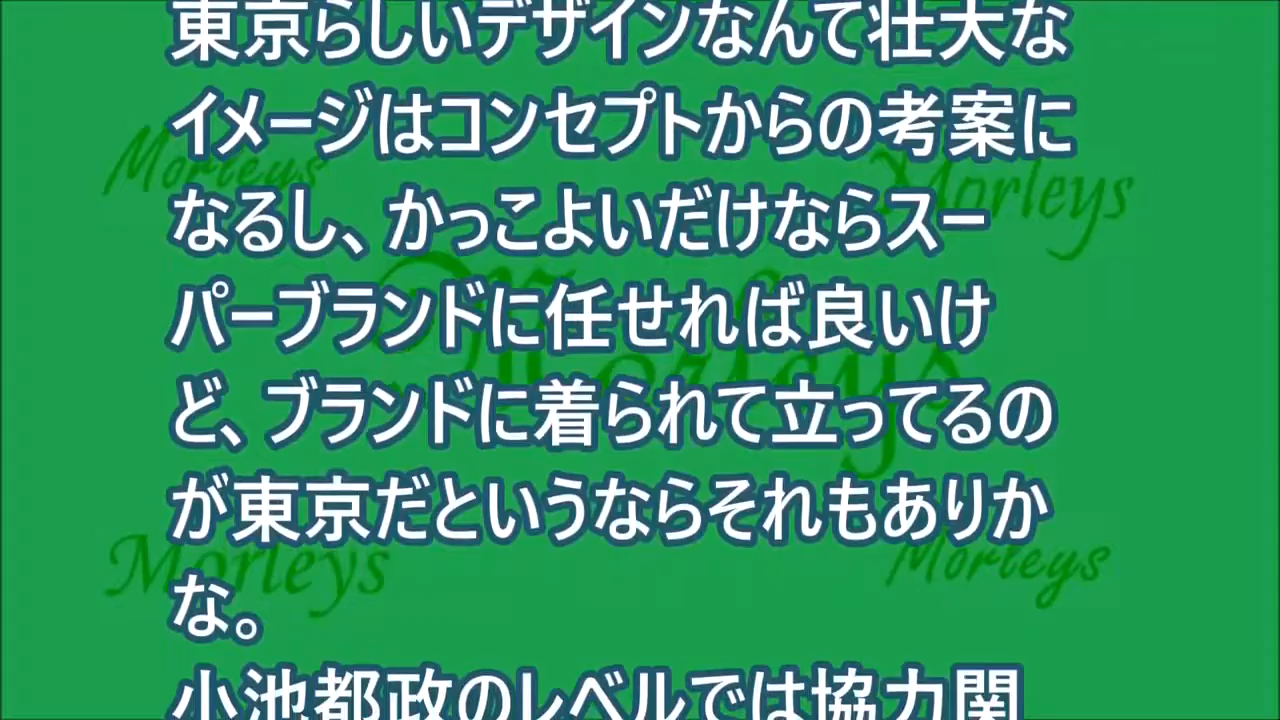 東京らしいデザインなんて壮大な
イメージはコンセプトからの考案に
なるし、かっこよいだけならスー
パーブランドに任せれば良いけ
ど、ブランドに着られて立ってるの
が東京だというならそれもありか
な。
小池都政のレベルでは協力関
Morleys
Morleys
Morleys
Morleys
Morleys